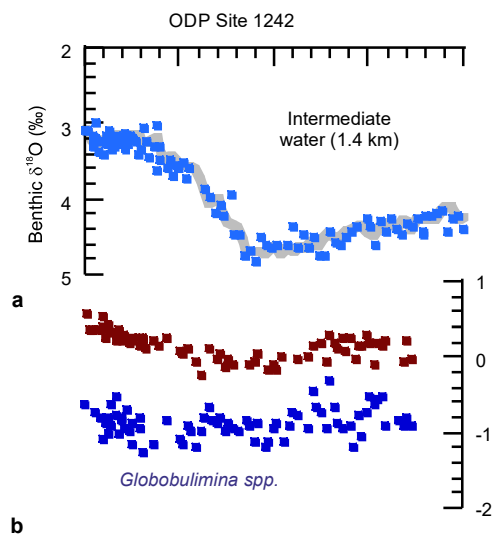 ODP Site 1242
2
3
4
5
Benthic δ¹⁸O (‰)
Intermediate
water (1.4 km)
a
1
0
-1
-2
Globobulimina spp.
b